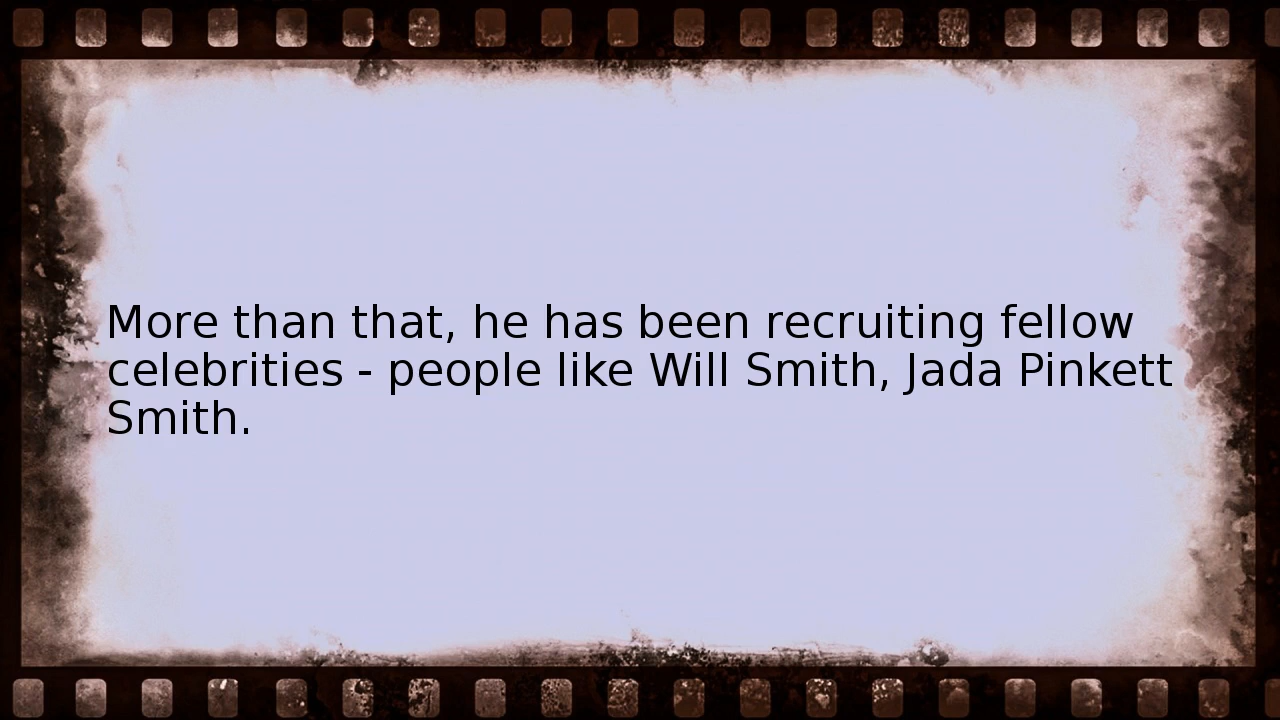 More than that, he has been recruiting fellow
celebrities - people like Will Smith, Jada Pinkett
Smith.